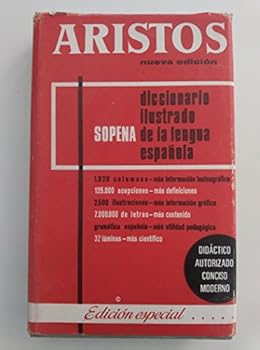 ARISTOS
nueva edición
diccionario
ilustrado
SOPENA de la lengua
española
1.020 columnas-más información lexicográfica
125.000 acepciones-más definiciones
2.500 ilustraciones-más información gráfica
7.000.000 de letras-más contenido
gramática española-más utilidad pedagógica
32 láminas-más científico
DIDÁCTICO
AUTORIZADO
CONCISO
MODERNO
Edición especial .....